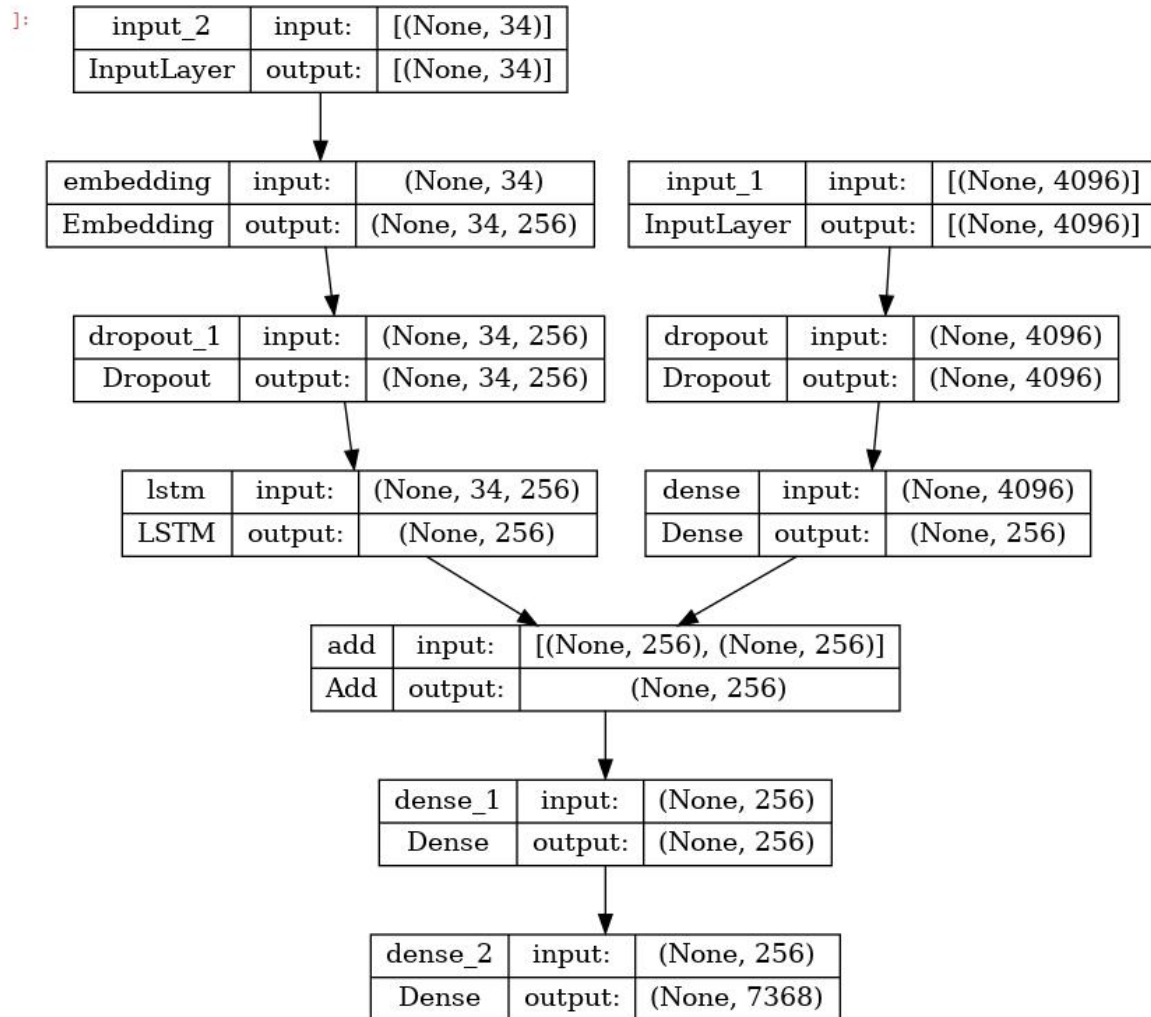 ]:
input_2 input: [(None, 34)]
InputLayer output: [(None, 34)]
embedding input: (None, 34)
Embedding output: (None, 34, 256)
input_1 input: [(None, 4096)]
InputLayer output: [(None, 4096)]
dropout_1 input: (None, 34, 256)
Dropout output: (None, 34, 256)
dropout input: (None, 4096)
Dropout output: (None, 4096)
lstm input: (None, 34, 256)
LSTM output: (None, 256)
dense input: (None, 4096)
Dense output: (None, 256)
add input: [(None, 256), (None, 256)]
Add output: (None, 256)
dense_1 input: (None, 256)
Dense output: (None, 256)
dense_2 input: (None, 256)
Dense output: (None, 7368)